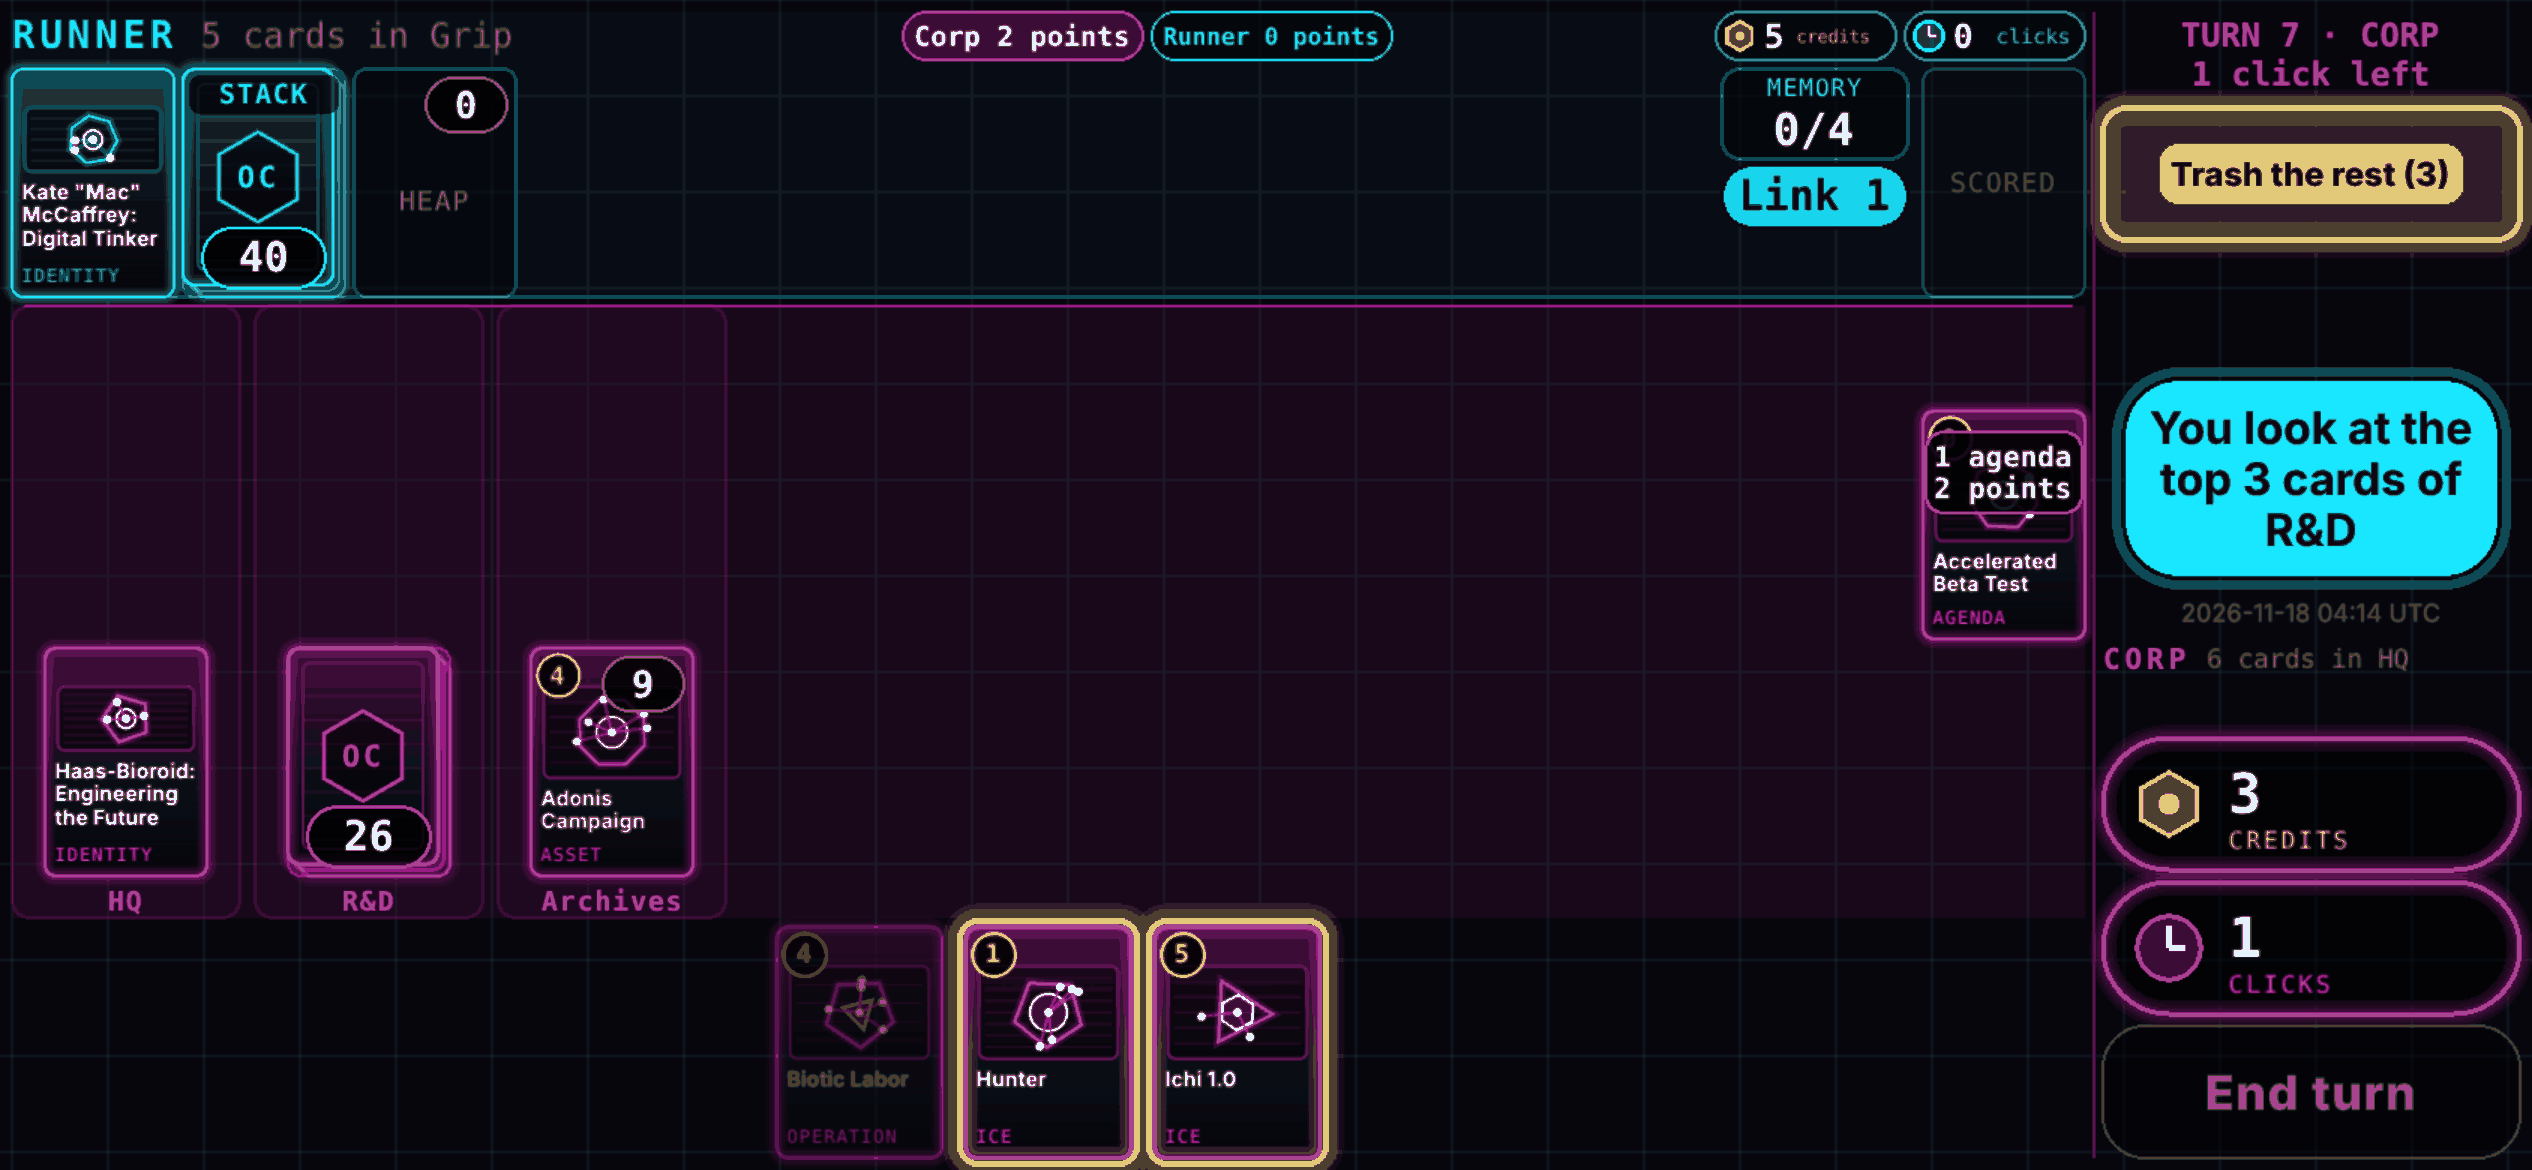 RUNNER 5 cards in Grip
Corp 2 points
Runner 0 points
5 credits
0 clicks
TURN 7 · CORP
1 click left
Kate "Mac"
McCaffrey:
Digital Tinker
IDENTITY
STACK
OC
40
0
HEAP
MEMORY
0/4
Link 1
SCORED
Trash the rest (3)
You look at the
top 3 cards of
R&D
2026-11-18 04:14 UTC
CORP 6 cards in HQ
1 agenda
2 points
Accelerated
Beta Test
AGENDA
Haas-Bioroid:
Engineering
the Future
IDENTITY
HQ
OC
26
R&D
4
9
Adonis
Campaign
ASSET
Archives
3
CREDITS
1
CLICKS
End turn
4
Biotic Labor
OPERATION
1
Hunter
ICE
5
Ichi 1.0
ICE